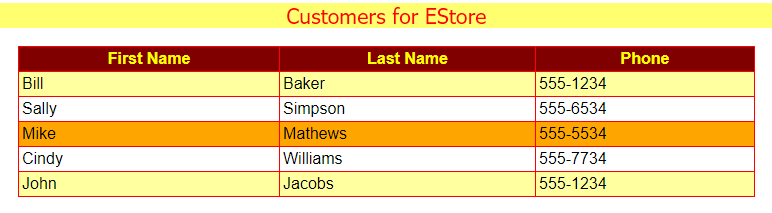 Customers for EStore
First Name Last Name Phone
Bill Baker 555-1234
Sally Simpson 555-6534
Mike Mathews 555-5534
Cindy Williams 555-7734
John Jacobs 555-1234